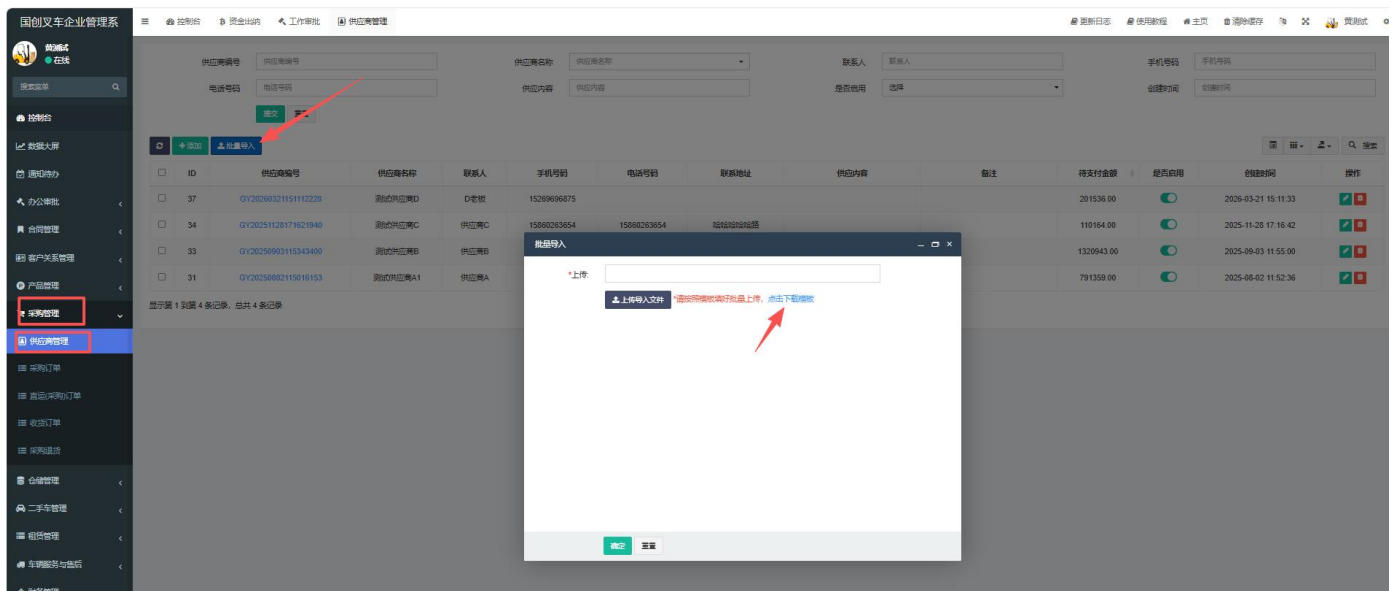 国创叉车企业管理系
控制台 资金出纳 工作审批 供应商管理
更新日志 使用教程 主页 清除缓存 黄测试
黄测试
在线
搜索菜单
控制台
数据大屏
通知待办
办公审批
合同管理
客户关系管理
产品管理
采购管理
供应商管理
采购订单
直运(采购)订单
收货订单
采购退货
仓储管理
二手车管理
租赁管理
车辆服务与售后
供应商编号 供应商编号 供应商名称 供应商名称 联系人 联系人 手机号码 手机号码
电话号码 电话号码 供应内容 供应内容 是否启用 选择 创建时间 创建时间
提交 重置
添加 批量导入 搜索
ID 供应商编号 供应商名称 联系人 手机号码 电话号码 联系地址 供应内容 备注 待支付金额 是否启用 创建时间 操作
37 GY20260321151112228 测试供应商D D老板 15269696875 201536.00 2026-03-21 15:11:33
34 GY20251128171621940 测试供应商C 供应商C 15860263654 15860263654 哈哈哈哈哈路 110164.00 2025-11-28 17:16:42
33 GY20250903115343400 测试供应商B 供应商B 1320943.00 2025-09-03 11:55:00
31 GY20250802115016153 测试供应商A1 供应商A 791359.00 2025-08-02 11:52:36
显示第 1 到第 4 条记录，总共 4 条记录
批量导入
*上传:
上传导入文件 *请按照模板填好批量上传，点击下载模板
确定 重置